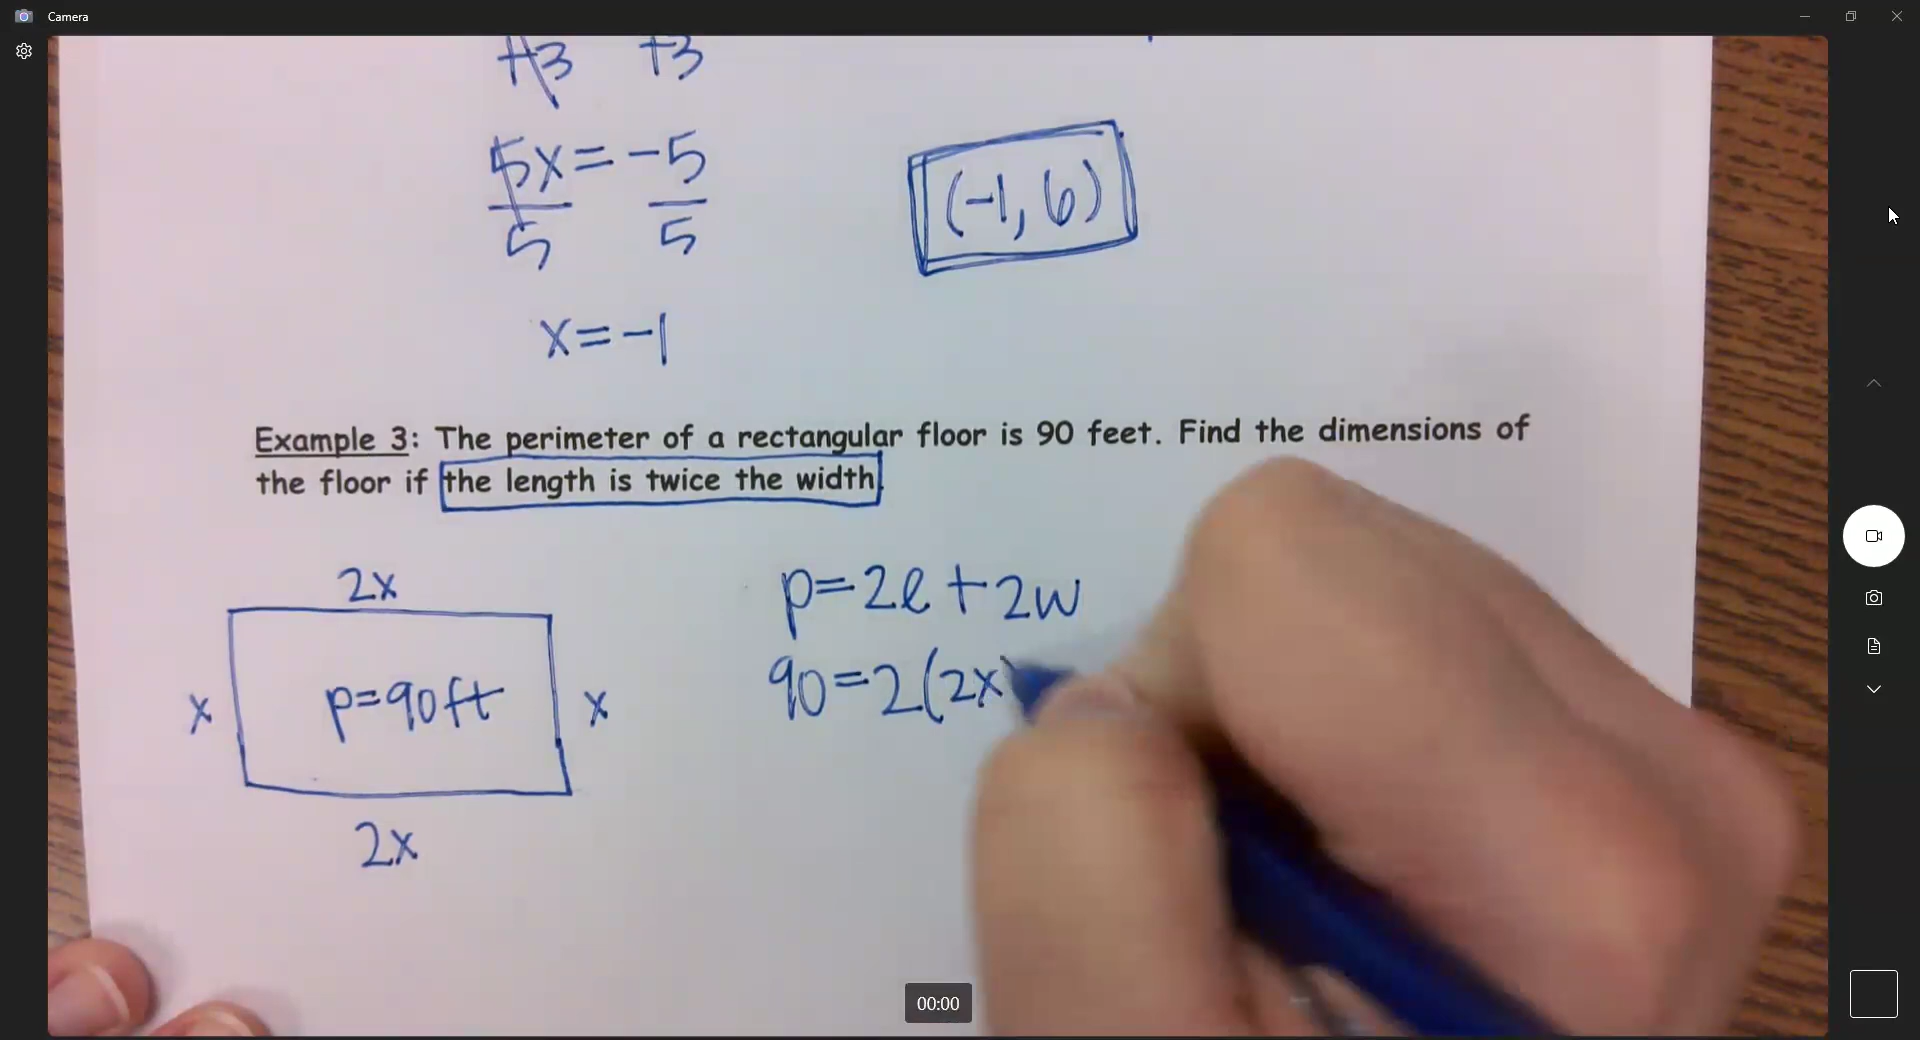 Camera
+3 +3
5x = -5
5 5
(-1, 6)
x = -1
Example 3: The perimeter of a rectangular floor is 90 feet. Find the dimensions of
the floor if the length is twice the width.
2x
p=2l+2w
x p=90ft x
90=2(2x)
2x
00:00